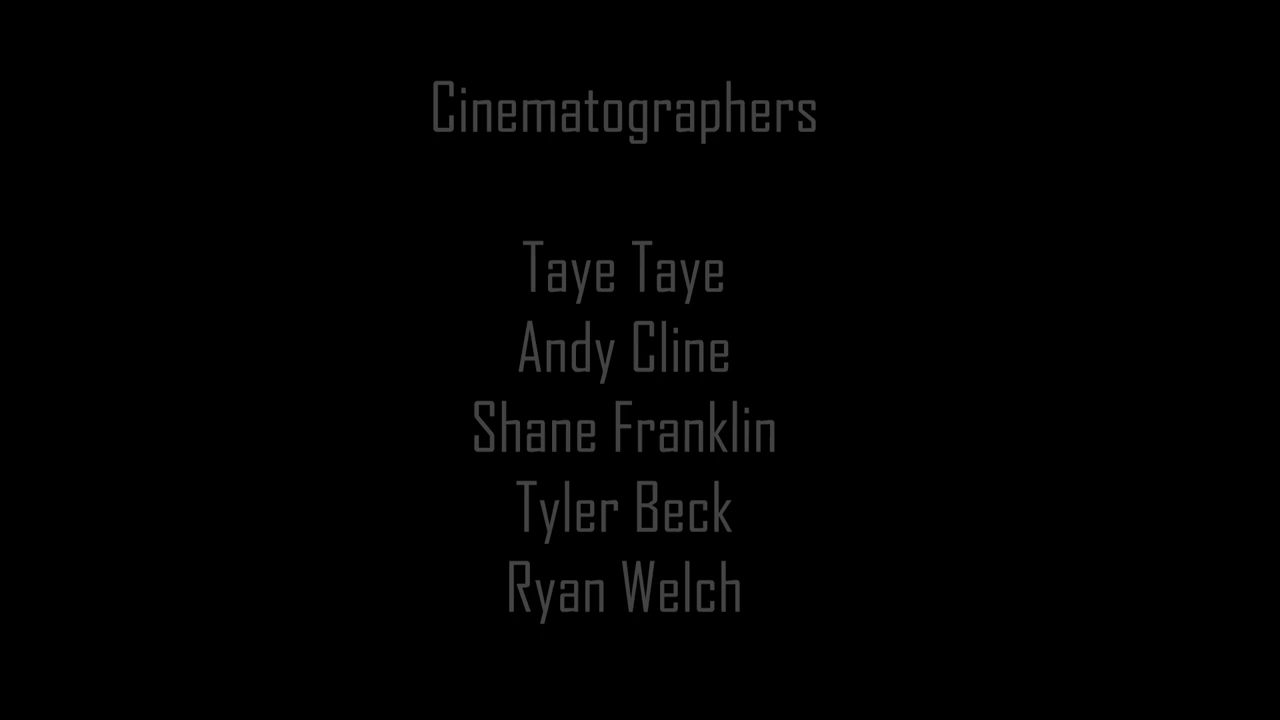 Cinematographers
Taye Taye
Andy Cline
Shane Franklin
Tyler Beck
Ryan Welch